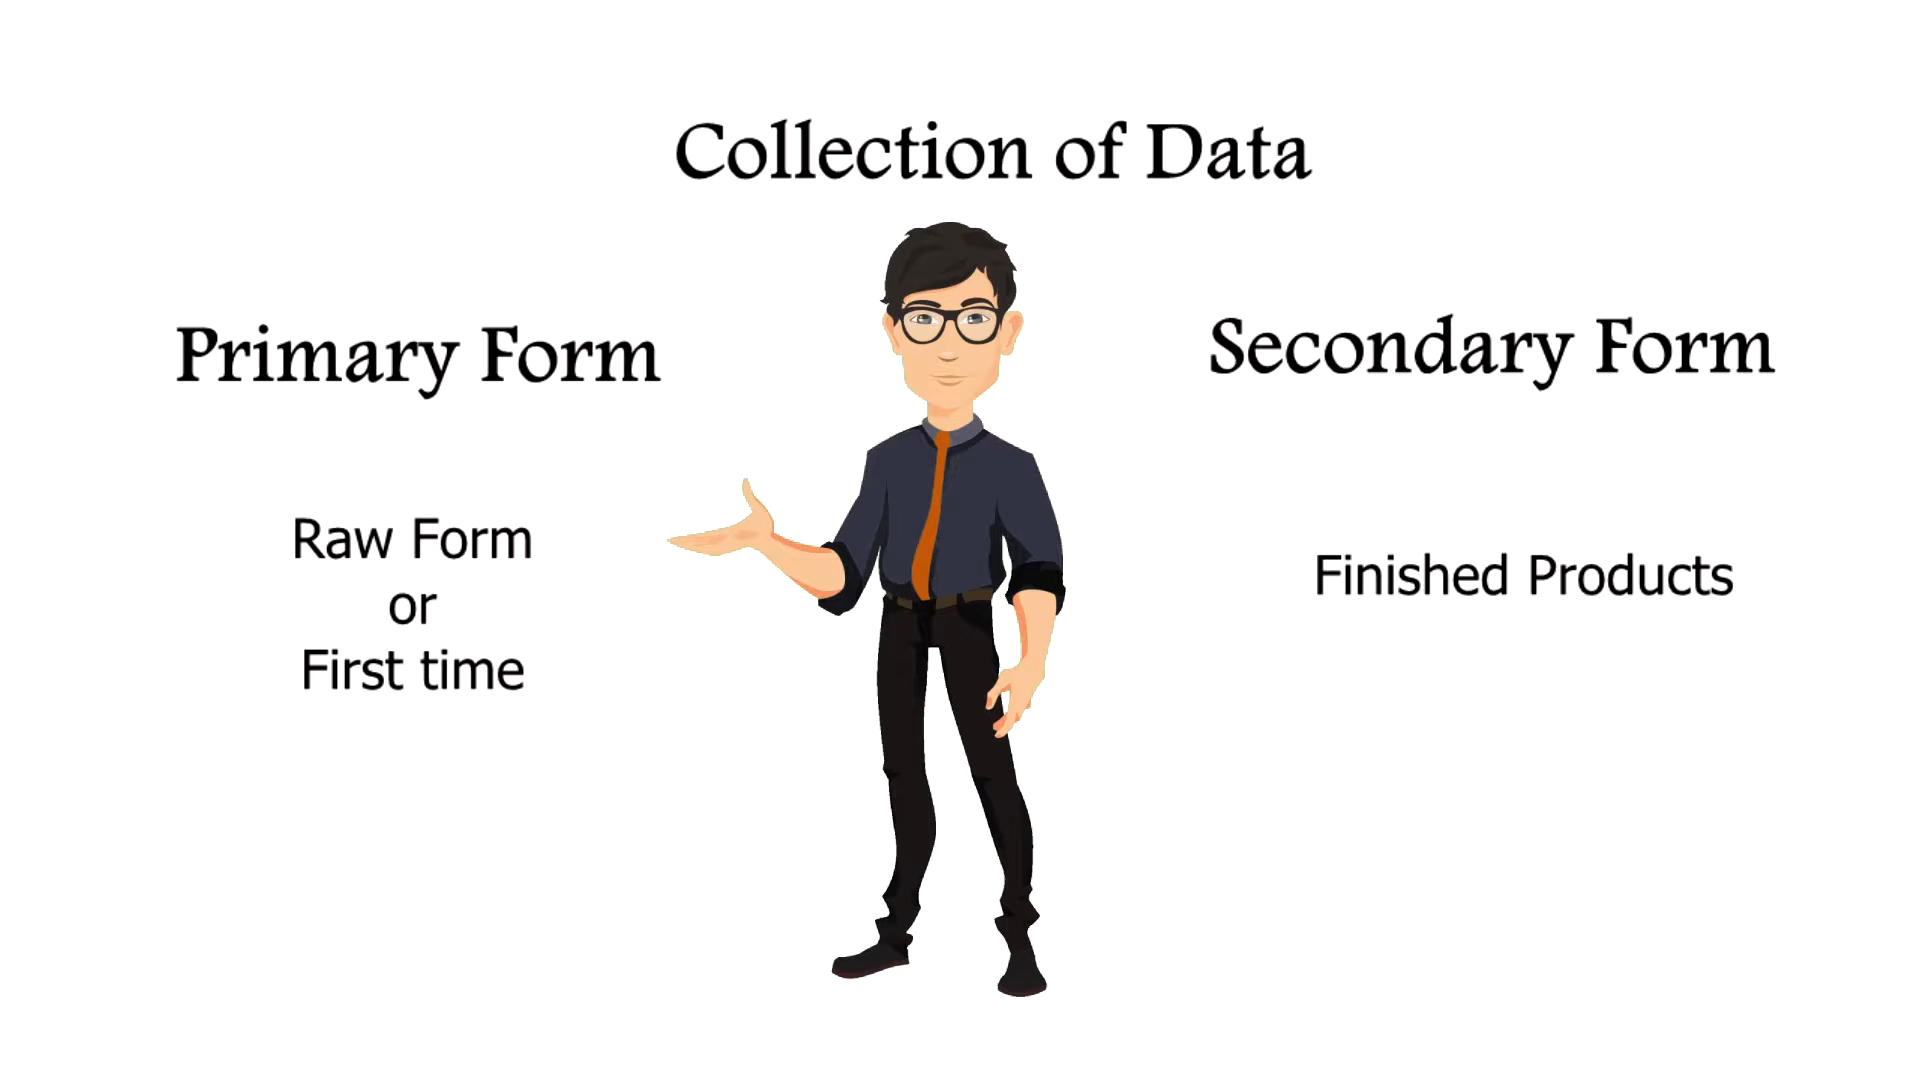 Collection of Data
Primary Form
Secondary Form
Raw Form
or
First time
Finished Products